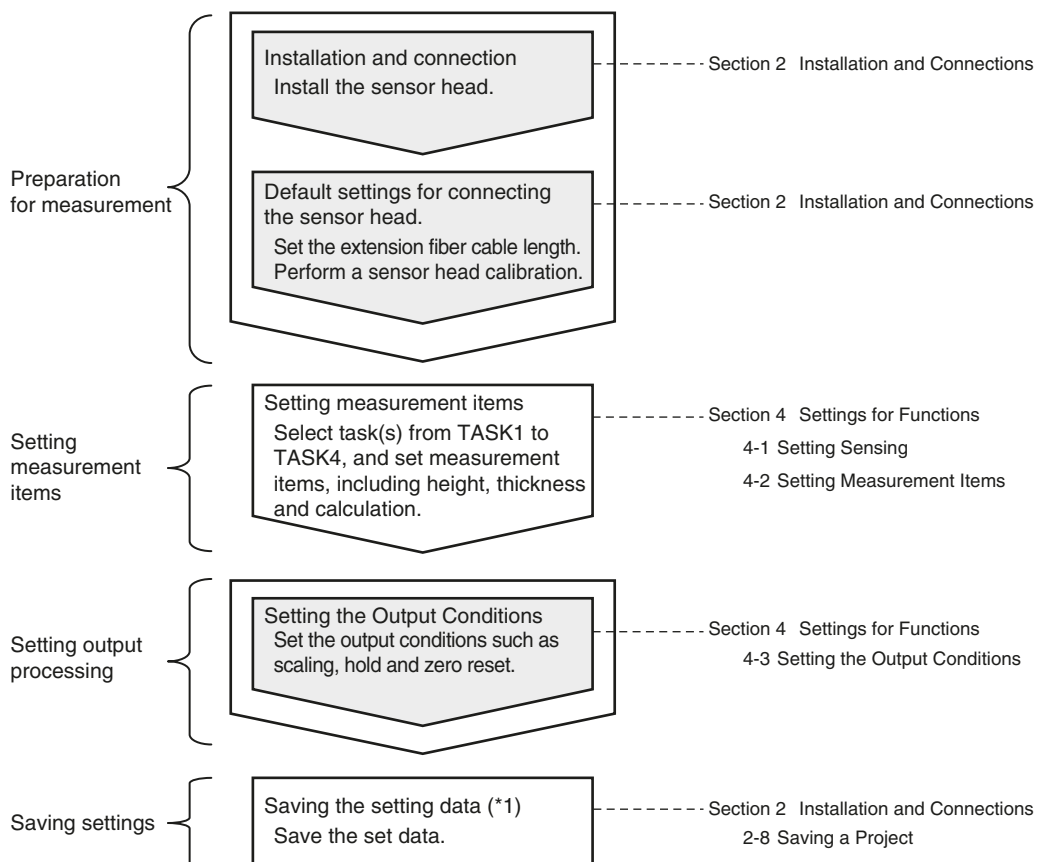 Preparation
for measurement
Installation and connection
Install the sensor head.
Section 2 Installation and Connections
Default settings for connecting
the sensor head.
Set the extension fiber cable length.
Perform a sensor head calibration.
Section 2 Installation and Connections
Setting
measurement
items
Setting measurement items
Select task(s) from TASK1 to
TASK4, and set measurement
items, including height, thickness
and calculation.
Section 4 Settings for Functions
4-1 Setting Sensing
4-2 Setting Measurement Items
Setting output
processing
Setting the Output Conditions
Set the output conditions such as
scaling, hold and zero reset.
Section 4 Settings for Functions
4-3 Setting the Output Conditions
Saving settings
Saving the setting data (*1)
Save the set data.
Section 2 Installation and Connections
2-8 Saving a Project